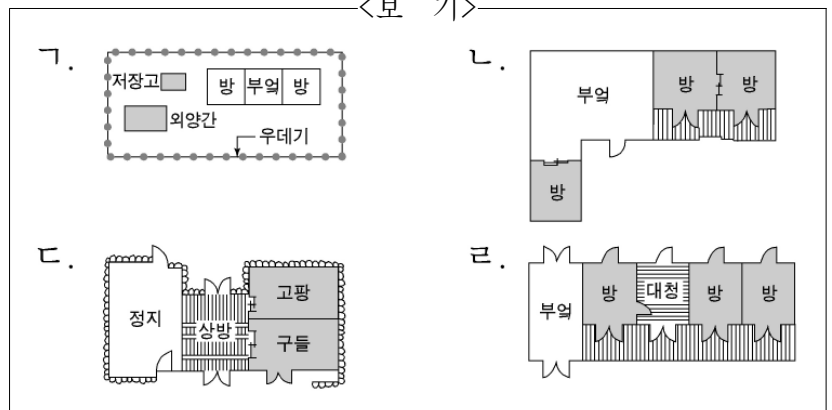 <보 기>
ㄱ.
저장고
방 부엌 방
외양간
우데기
ㄴ.
부엌
방 방
방
ㄷ.
정지
상방
고팡
구들
ㄹ.
부엌
방 대청 방 방